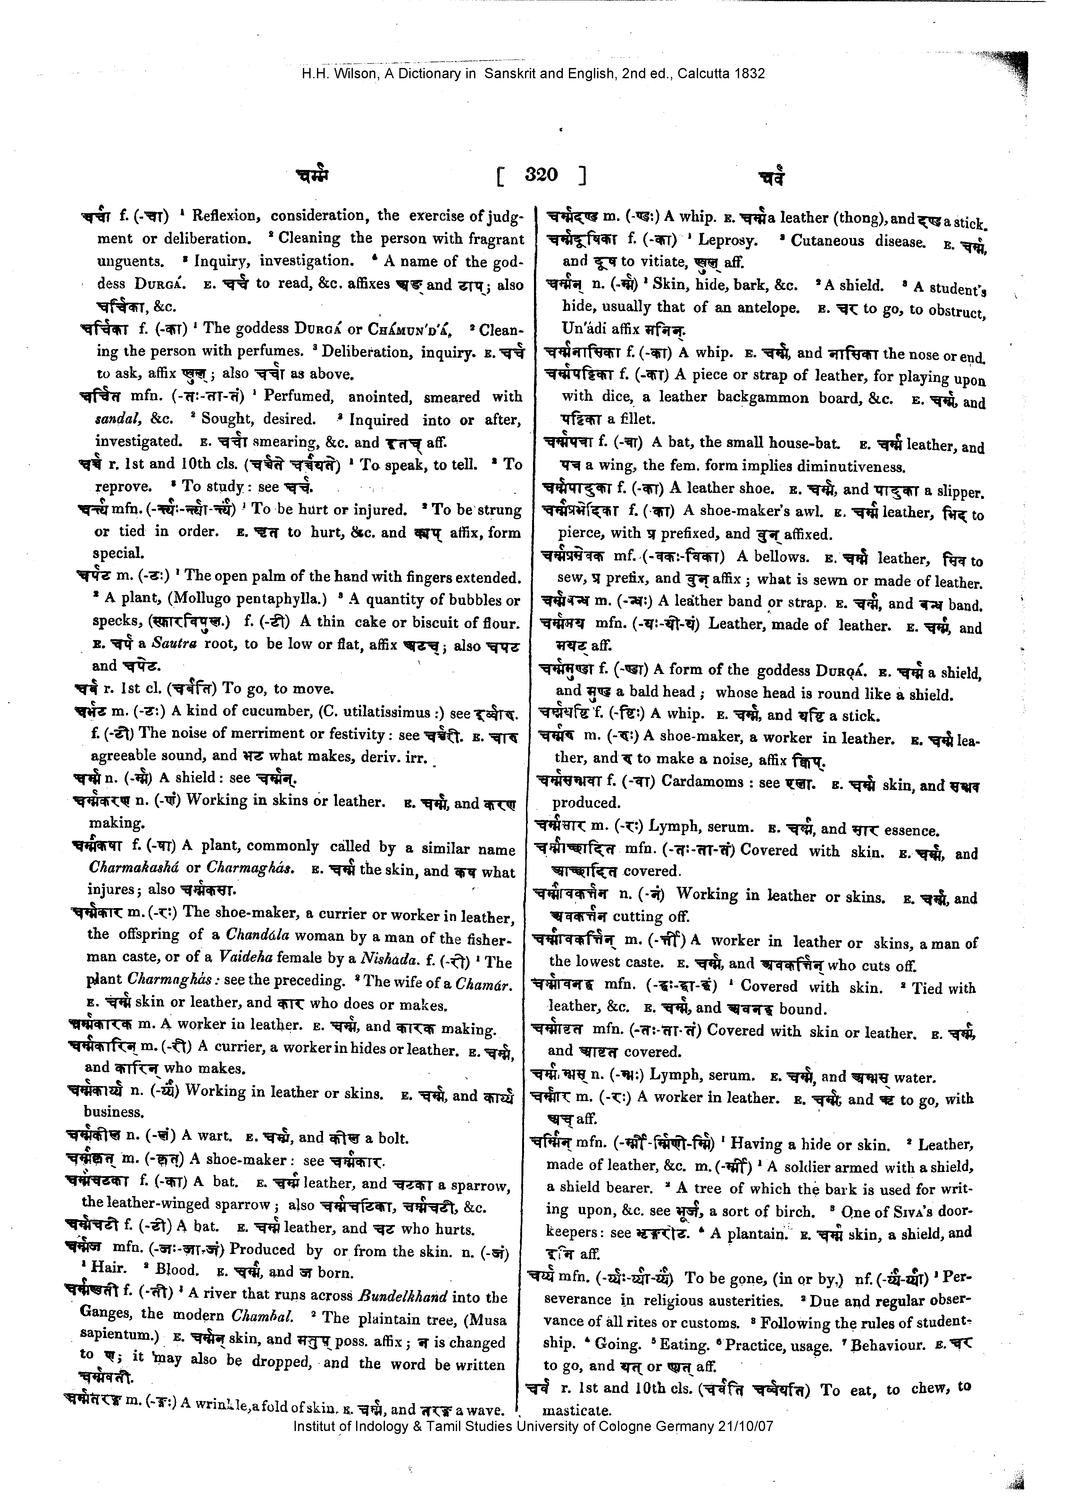 H.H. Wilson, A Dictionary in Sanskrit and English, 2nd ed., Calcutta 1832
चर्म्म [ 320 ] चर्व
चर्चा f. (-चा) ¹ Reflexion, consideration, the exercise of judg-
ment or deliberation. ² Cleaning the person with fragrant
unguents. ³ Inquiry, investigation. ⁴ A name of the god-
dess DURGÁ. E. चर्च to read, &c. affixes अङ् and टाप्; also
चर्चिका, &c.
चर्चिका f. (-का) ¹ The goddess DURGÁ or CHÁMUN'D'Á. ² Clean-
ing the person with perfumes. ³ Deliberation, inquiry. E. चर्च
to ask, affix ण्वुल्; also चर्चा as above.
चर्चित mfn. (-तः-ता-तं) ¹ Perfumed, anointed, smeared with
sandal, &c. ² Sought, desired. ³ Inquired into or after,
investigated. E. चर्चा smearing, &c. and इतच् aff.
चर्च r. 1st and 10th cls. (चर्चते चर्चयते) ¹ To speak, to tell. ² To
reprove. ³ To study: see चर्च.
mfn. ¹ To be hurt or injured. ² To be strung
or tied in order. E. चृत to hurt, &c. and क्यप् affix, form
special.
चर्पट m. (-टः) ¹ The open palm of the hand with fingers extended.
² A plant, (Mollugo pentaphylla.) ³ A quantity of bubbles or
specks, (स्फारविपुल.) f. (-टी) A thin cake or biscuit of flour.
E. चर्प a Sautra root, to be low or flat, affix अटच्; also चपट
and चपेट.
चर्ब r. 1st cl. (चर्बति) To go, to move.
चर्भट m. (-टः) A kind of cucumber, (C. utilatissimus:) see इर्व्वारु.
f. (-टी) The noise of merriment or festivity: see चर्चरी. E. चारु
agreeable sound, and भट what makes, deriv. irr.
चर्म्म n. (-र्म्मं) A shield: see चर्म्मन्.
चर्म्मकरण n. (-णं) Working in skins or leather. E. चर्म्म, and करण
making.
चर्म्मकषा f. (-षा) A plant, commonly called by a similar name
Charmakashá or Charmaghás. E. चर्म्म the skin, and कष what
injures; also चर्म्मकसा.
चर्म्मकार m. (-रः) The shoe-maker, a currier or worker in leather,
the offspring of a Chandála woman by a man of the fisher-
man caste, or of a Vaideha female by a Nishada. f. (-री) ¹ The
plant Charmaghás: see the preceding. ² The wife of a Chamár.
E. चर्म्म skin or leather, and कार who does or makes.
चर्म्मकारक m. A worker in leather. E. चर्म्म, and कारक making.
चर्म्मकारिन् m. (-री) A currier, a worker in hides or leather. E. चर्म्म,
and कारिन् who makes.
चर्म्मकार्य्य n. (-र्य्यं) Working in leather or skins. E. चर्म्म, and कार्य्य
business.
चर्म्मकील n. (-लं) A wart. E. चर्म्म, and कील a bolt.
चर्म्मकृत् m. (-कृत्) A shoe-maker: see चर्म्मकार.
चर्म्मचटका f. (-का) A bat. E. चर्म्म leather, and चटका a sparrow,
the leather-winged sparrow; also चर्म्मचटिका, चर्म्मचटी, &c.
चर्म्मचटी f. (-टी) A bat. E. चर्म्म leather, and चट who hurts.
चर्म्मज mfn. (-जः-जा-जं) Produced by or from the skin. n. (-जं)
¹ Hair. ² Blood. E. चर्म्म, and ज born.
चर्म्मण्वती f. (-ती) ¹ A river that runs across Bundelkhand into the
Ganges, the modern Chambal. ² The plaintain tree, (Musa
sapientum.) E. चर्म्मन् skin, and मतुप् poss. affix; न is changed
to ण; it may also be dropped, and the word be written
चर्म्मवती.
चर्म्मतरङ्ग m. (-ङ्गः) A wrinkle, a fold of skin. E. चर्म्म, and तरङ्ग a wave.
चर्म्मदण्ड m. (-ण्डः) A whip. E. चर्म्म a leather (thong), and दण्ड a stick.
चर्म्मदूषिका f. (-का) ¹ Leprosy. ² Cutaneous disease. E. चर्म्म,
and दूष to vitiate, ण्वुल् aff.
चर्म्मन् n. (-र्म्म) ¹ Skin, hide, bark, &c. ² A shield. ³ A student's
hide, usually that of an antelope. E. चर to go, to obstruct,
Un'ádi affix मनिन्.
चर्म्मनासिका f. (-का) A whip. E. चर्म्म, and नासिका the nose or end.
चर्म्मपट्टिका f. (-का) A piece or strap of leather, for playing upon
with dice, a leather backgammon board, &c. E. चर्म्म, and
पट्टिका a fillet.
चर्म्मपत्रा f. (-त्रा) A bat, the small house-bat. E. चर्म्म leather, and
पत्र a wing, the fem. form implies diminutiveness.
चर्म्मपादुका f. (-का) A leather shoe. E. चर्म्म, and पादुका a slipper.
चर्म्मप्रभेदिका f. (-का) A shoe-maker's awl. E. चर्म्म leather, भिद to
pierce, with प्र prefixed, and वुन् affixed.
चर्म्मप्रसेवक mf. (-वकः-विका) A bellows. E. चर्म्म leather, सिव to
sew, प्र prefix, and वुन् affix; what is sewn or made of leather.
चर्म्मबन्ध m. (-न्धः) A leather band or strap. E. चर्म्म, and बन्ध band.
चर्म्ममय mfn. (-यः-यी-यं) Leather, made of leather. E. चर्म्म, and
मयट् aff.
चर्म्ममुण्डा f. (-ण्डा) A form of the goddess DURGÁ. E. चर्म्म a shield,
and मुण्ड a bald head; whose head is round like a shield.
चर्म्मयष्टि f. (-ष्टिः) A whip. E. चर्म्म, and यष्टि a stick.
चर्म्मरु m. (-रुः) A shoe-maker, a worker in leather. E. चर्म्म lea-
ther, and रु to make a noise, affix क्विप्.
चर्म्मसम्भवा f. (-वा) Cardamoms: see एला. E. चर्म्म skin, and सम्भव
produced.
चर्म्मसार m. (-रः) Lymph, serum. E. चर्म्म, and सार essence.
चर्म्माच्छादित mfn. (-तः-ता-तं) Covered with skin. E. चर्म्म, and
आच्छादित covered.
चर्म्मावकर्त्तन n. (-नं) Working in leather or skins. E. चर्म्म, and
अवकर्त्तन cutting off.
चर्म्मावकर्त्तिन् m. (-र्त्ती) A worker in leather or skins, a man of
the lowest caste. E. चर्म्म, and अवकर्त्तिन् who cuts off.
चर्म्मावनद्ध mfn. (-द्धः-द्धा-द्धं) ¹ Covered with skin. ² Tied with
leather, &c. E. चर्म्म, and अवनद्ध bound.
चर्म्मावृत mfn. (-तः-ता-तं) Covered with skin or leather. E. चर्म्म,
and आवृत covered.
चर्म्माम्भस् n. (-म्भः) Lymph, serum. E. चर्म्म, and अम्भस् water.
चर्म्मार m. (-रः) A worker in leather. E. चर्म्म, and ऋ to go, with
अच् aff.
चर्म्मिन् mfn. (-र्म्मी-र्म्मिणी-र्म्मि) ¹ Having a hide or skin. ² Leather,
made of leather, &c. m. (-र्म्मी) ¹ A soldier armed with a shield,
a shield bearer. ² A tree of which the bark is used for writ-
ing upon, &c. see भूर्ज, a sort of birch. ³ One of SIVA's door-
keepers: see भृङ्गरीट. ⁴ A plantain. E. चर्म्म skin, a shield, and
इनि aff.
चर्य्य mfn. (-र्य्यः-र्य्या-र्य्यं) To be gone, (in or by,) nf. (-र्य्यं-र्य्या) ¹ Per-
severance in religious austerities. ² Due and regular obser-
vance of all rites or customs. ³ Following the rules of student-
ship. ⁴ Going. ⁵ Eating. ⁶ Practice, usage. ⁷ Behaviour. E. चर
to go, and यत् or ण्यत् aff.
चर्व r. 1st and 10th cls. (चर्वति चर्व्वयति) To eat, to chew, to
masticate.
Institut of Indology & Tamil Studies University of Cologne Germany 21/10/07